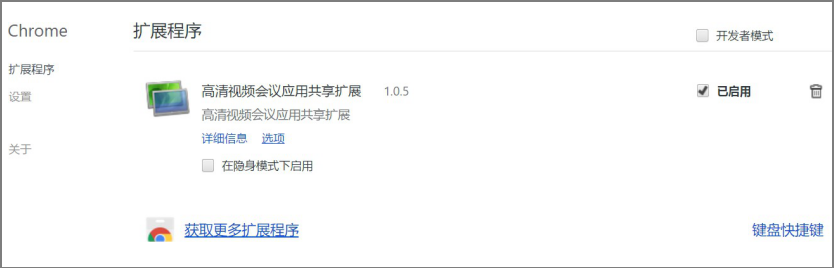 Chrome
扩展程序
开发者模式
扩展程序
设置
关于
高清视频会议应用共享扩展 1.0.5
已启用
高清视频会议应用共享扩展
详细信息 选项
在隐身模式下启用
获取更多扩展程序
键盘快捷键